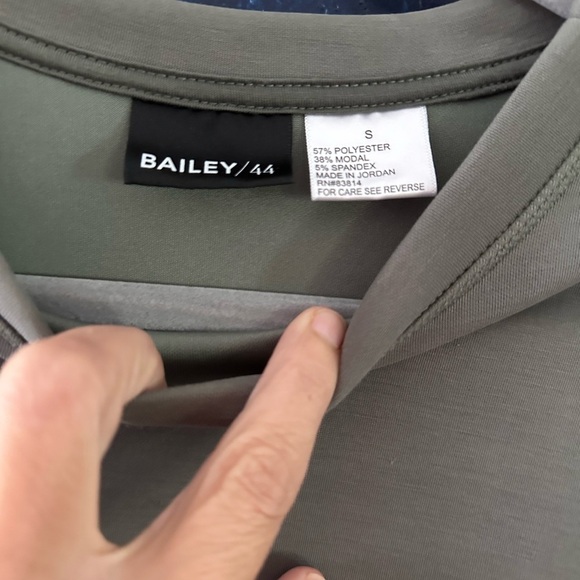 BAILEY/44
S
57% POLYESTER
38% MODAL
5% SPANDEX
MADE IN JORDAN
RN#83814
FOR CARE SEE REVERSE